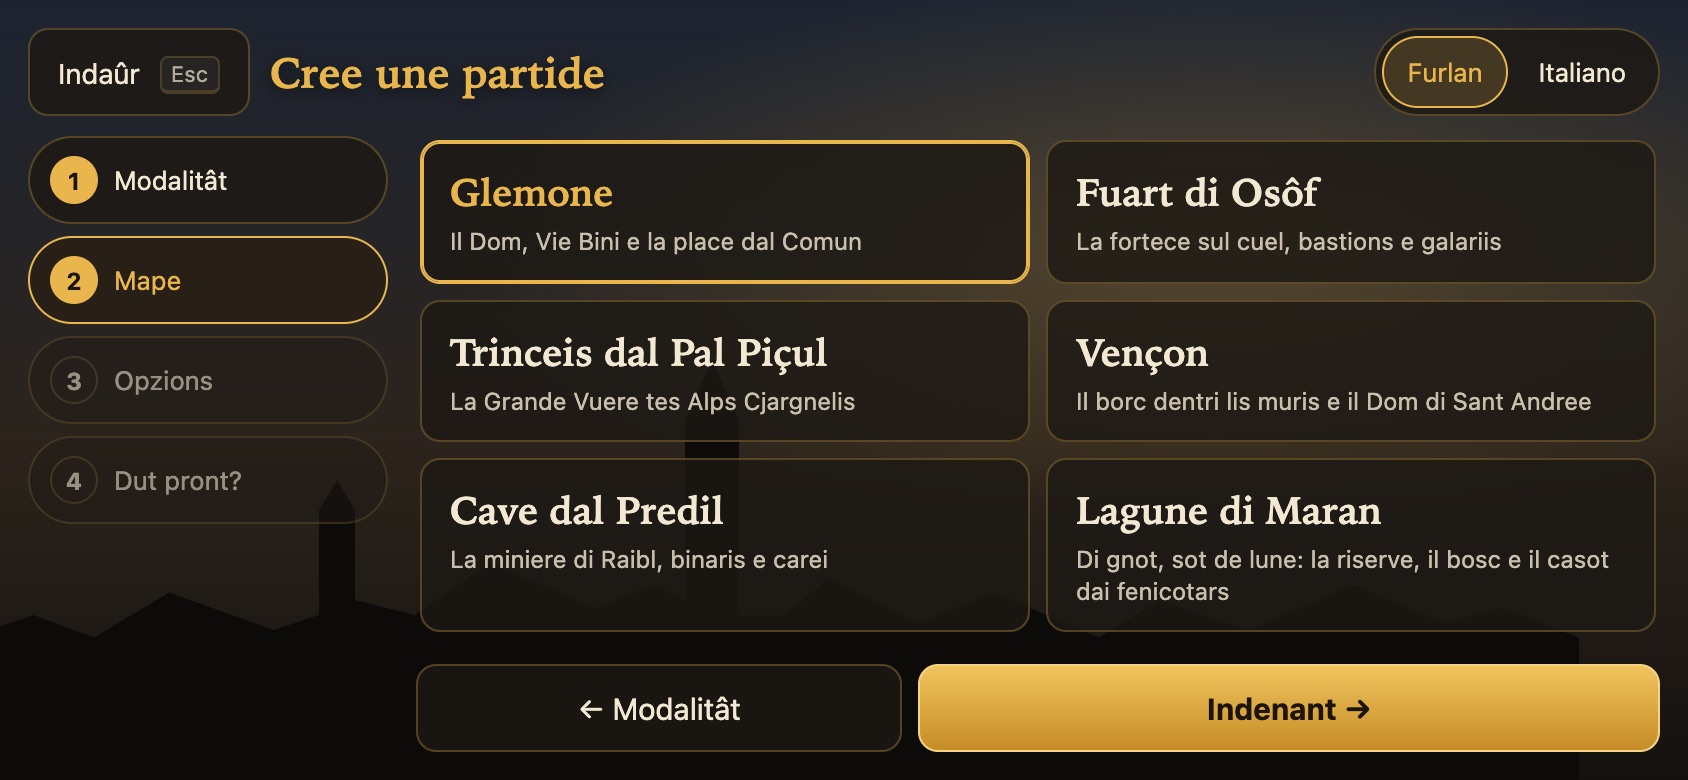 Indaûr Esc
Cree une partide
Furlan Italiano
1 Modalitât
2 Mape
3 Opzions
4 Dut pront?
Glemone
Il Dom, Vie Bini e la place dal Comun
Fuart di Osôf
La fortece sul cuel, bastions e galariis
Trinceis dal Pal Piçul
La Grande Vuere tes Alps Cjargnelis
Vençon
Il borc dentri lis muris e il Dom di Sant Andree
Cave dal Predil
La miniere di Raibl, binaris e carei
Lagune di Maran
Di gnot, sot de lune: la riserve, il bosc e il casot
dai fenicotars
← Modalitât
Indenant →